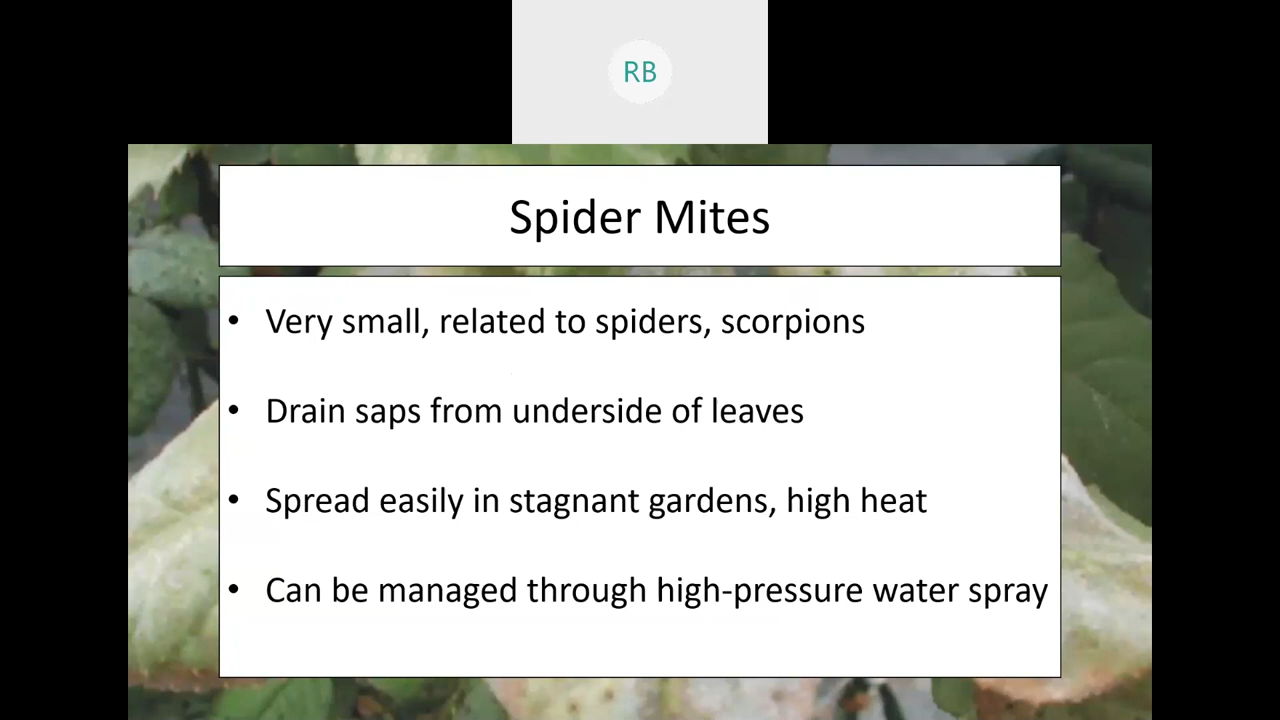 RB
Spider Mites
• Very small, related to spiders, scorpions
• Drain saps from underside of leaves
• Spread easily in stagnant gardens, high heat
• Can be managed through high-pressure water spray